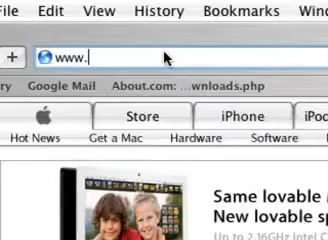 File Edit View History Bookmarks
www.
Google Mail About.com: ...wnloads.php
Store iPhone
Hot News Get a Mac Hardware Software
Same lovable
New lovable
Up to 2.16GHz Intel